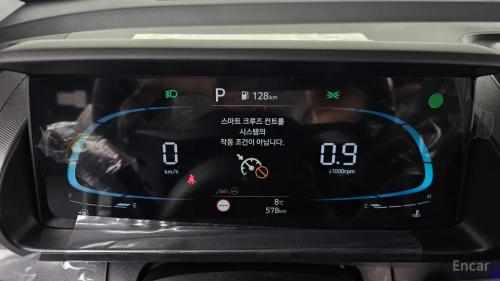 P 128km
스마트 크루즈 컨트롤
시스템의
작동 조건이 아닙니다.
0
km/h
0.9
x1000rpm
F
E
8℃
578km
C
H
Encar